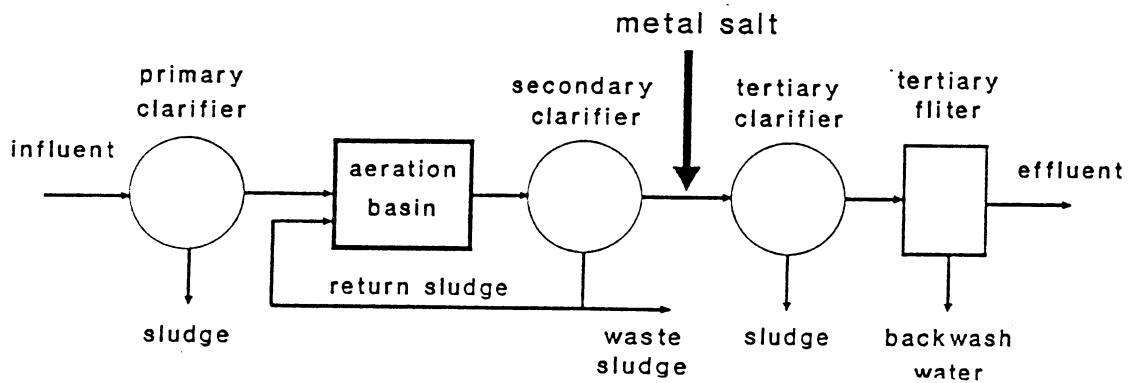 metal salt
primary
clarifier
secondary
clarifier
tertiary
clarifier
tertiary
fliter
influent
aeration
basin
effluent
return sludge
sludge
waste
sludge
sludge
backwash
water